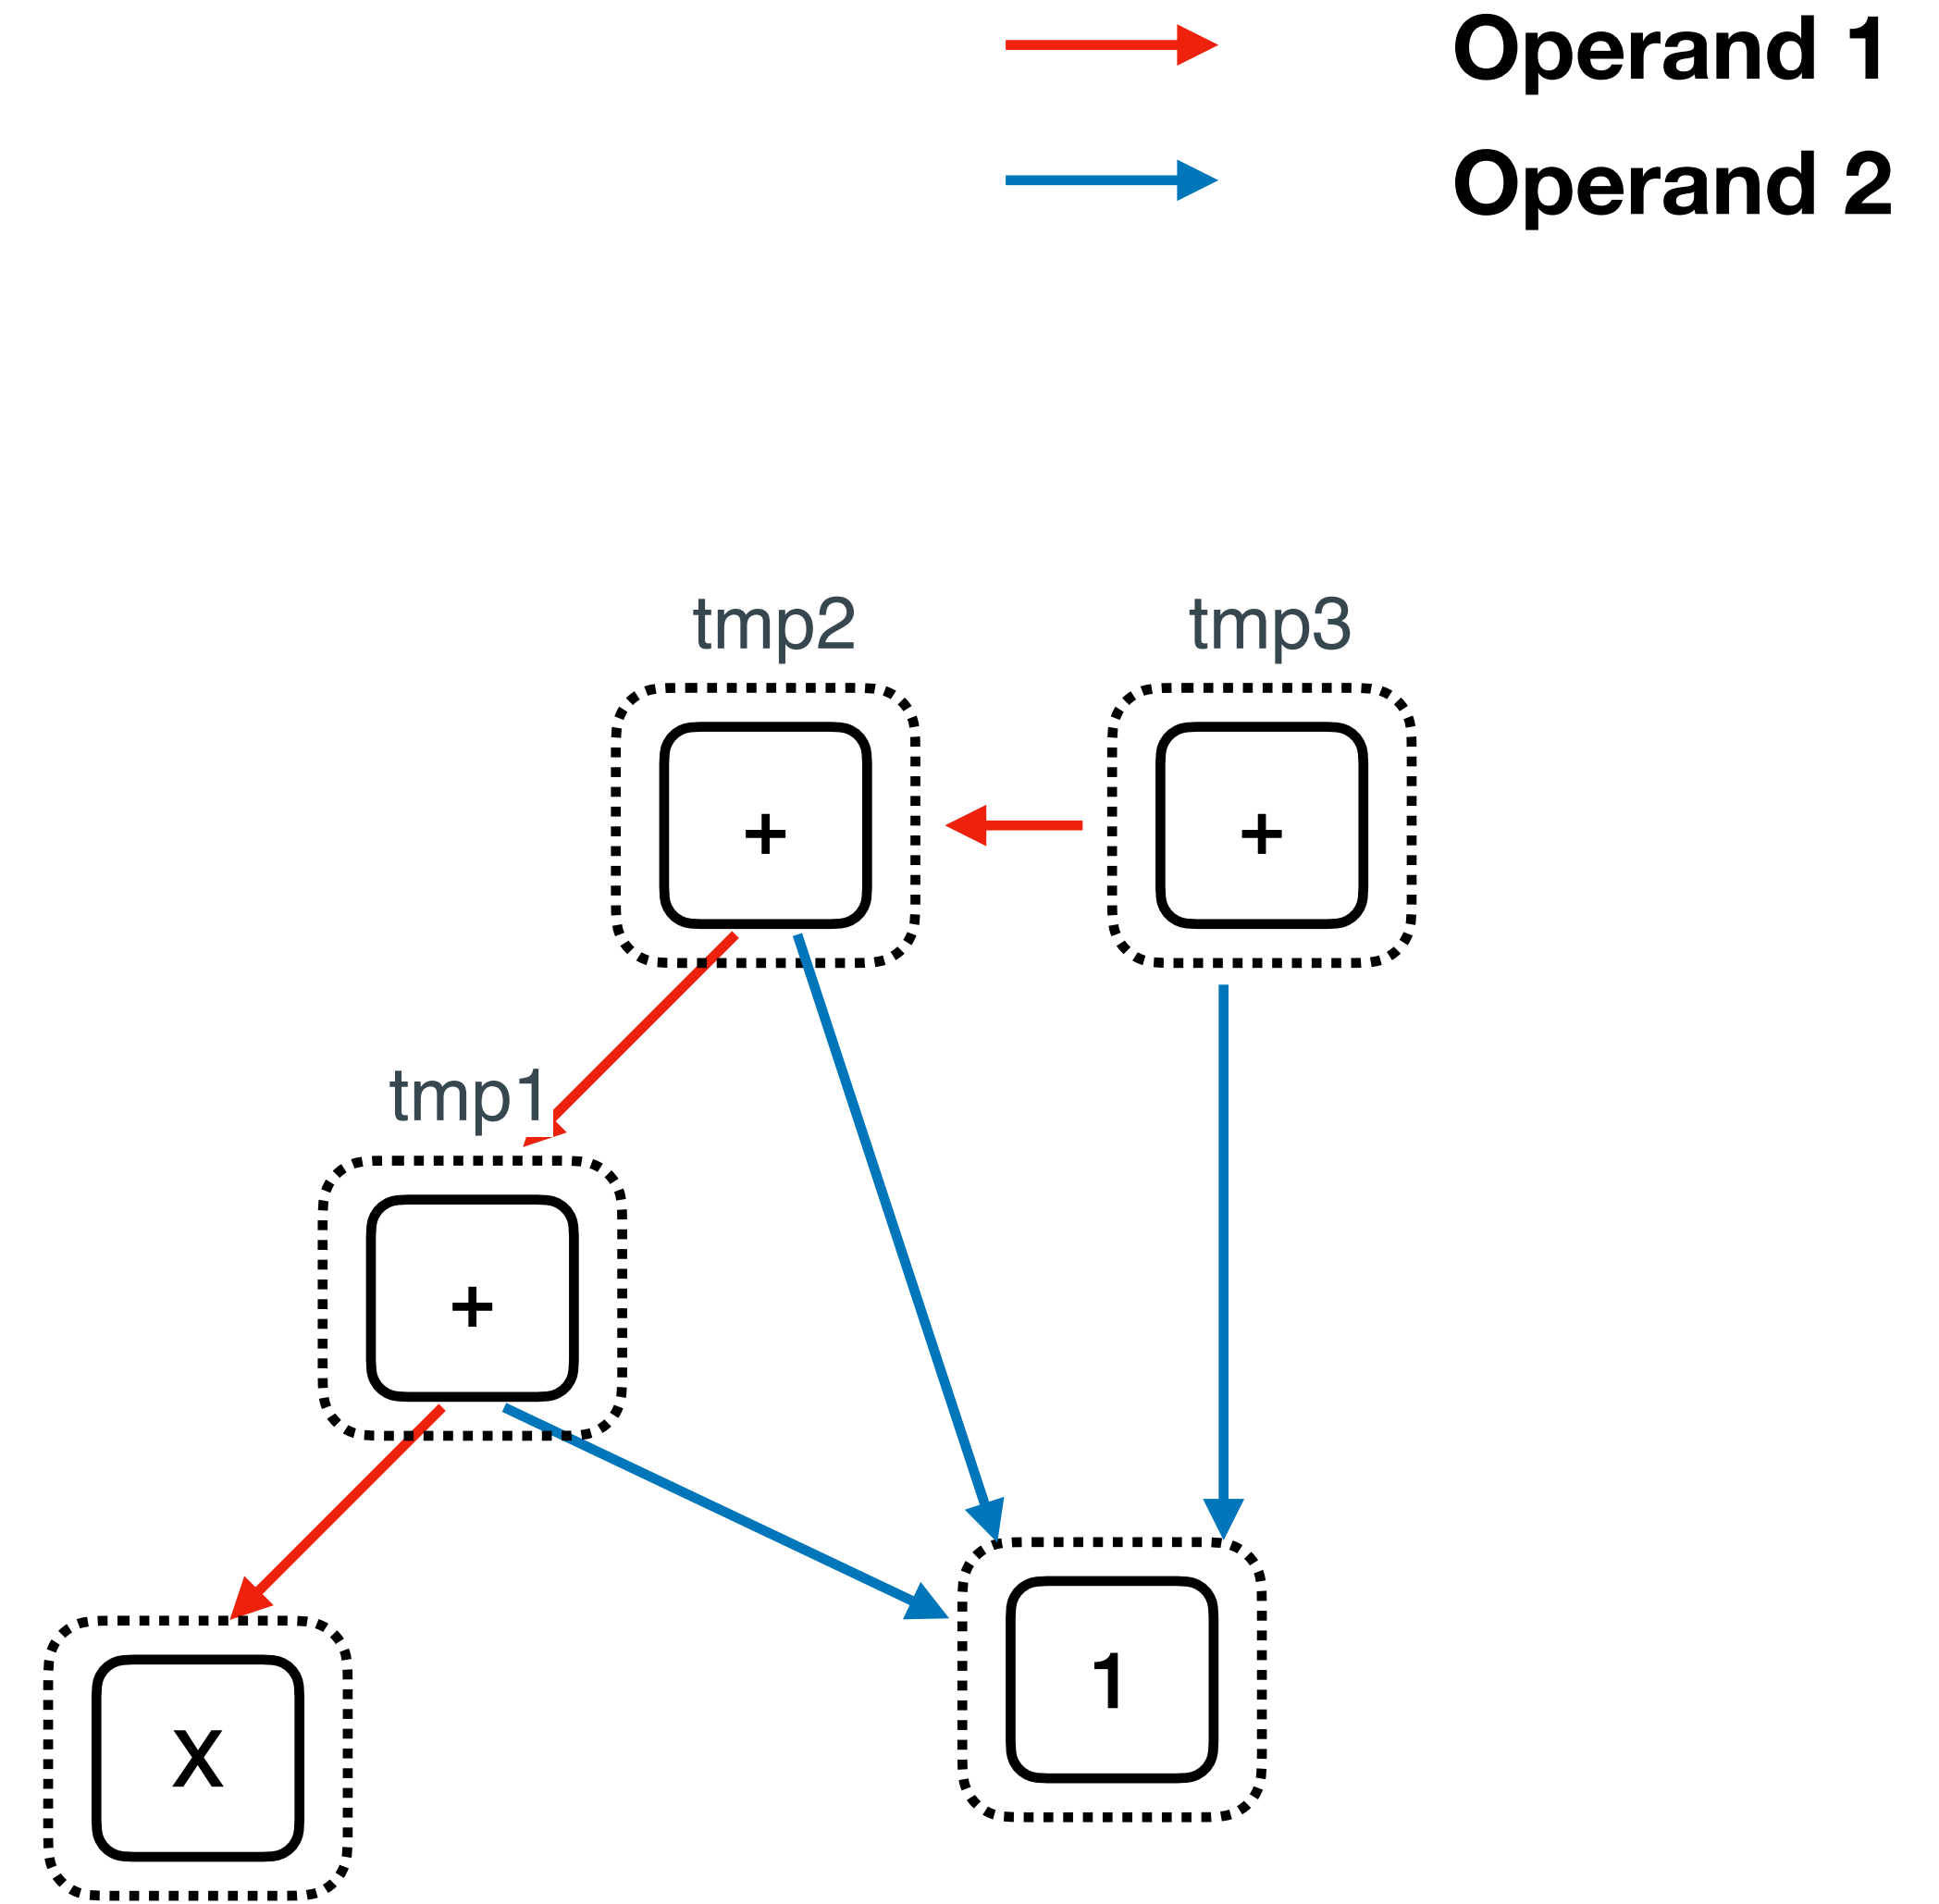 Operand 1
Operand 2
tmp2
tmp3
+
+
tmp1
+
1
X